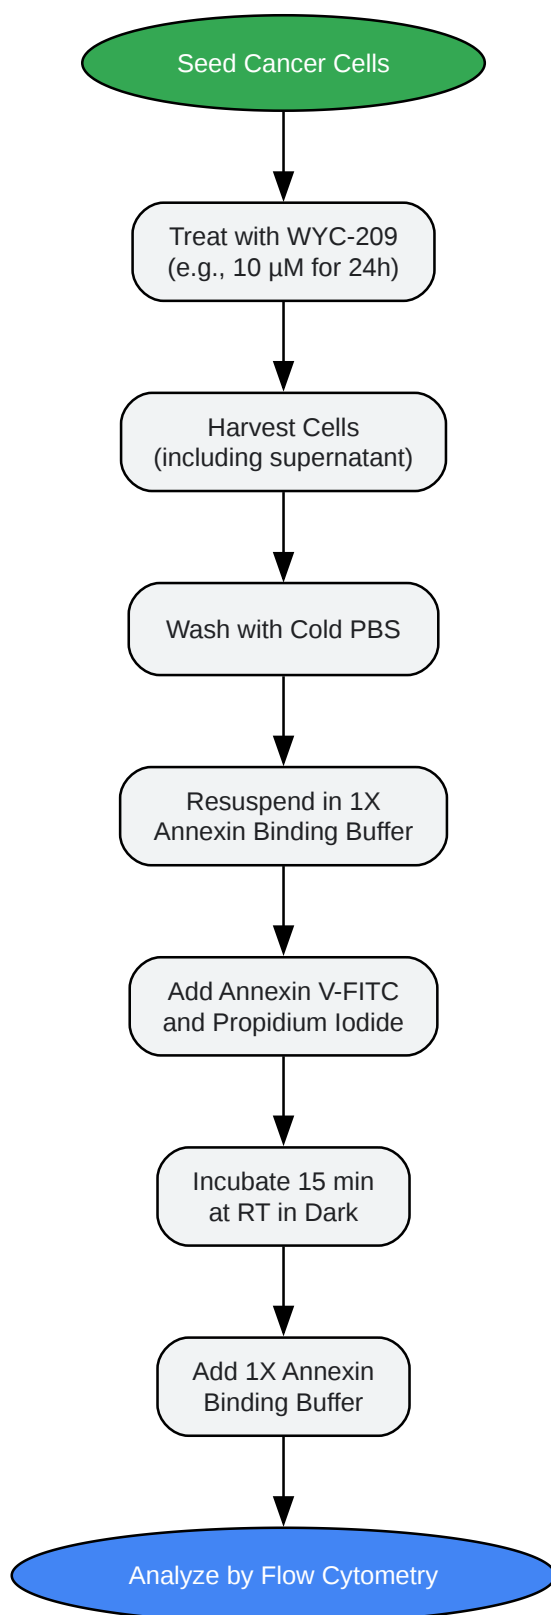 Seed Cancer Cells
Treat with WYC-209
(e.g., 10 µM for 24h)
Harvest Cells
(including supernatant)
Wash with Cold PBS
Resuspend in 1X
Annexin Binding Buffer
Add Annexin V-FITC
and Propidium Iodide
Incubate 15 min
at RT in Dark
Add 1X Annexin
Binding Buffer
Analyze by Flow Cytometry